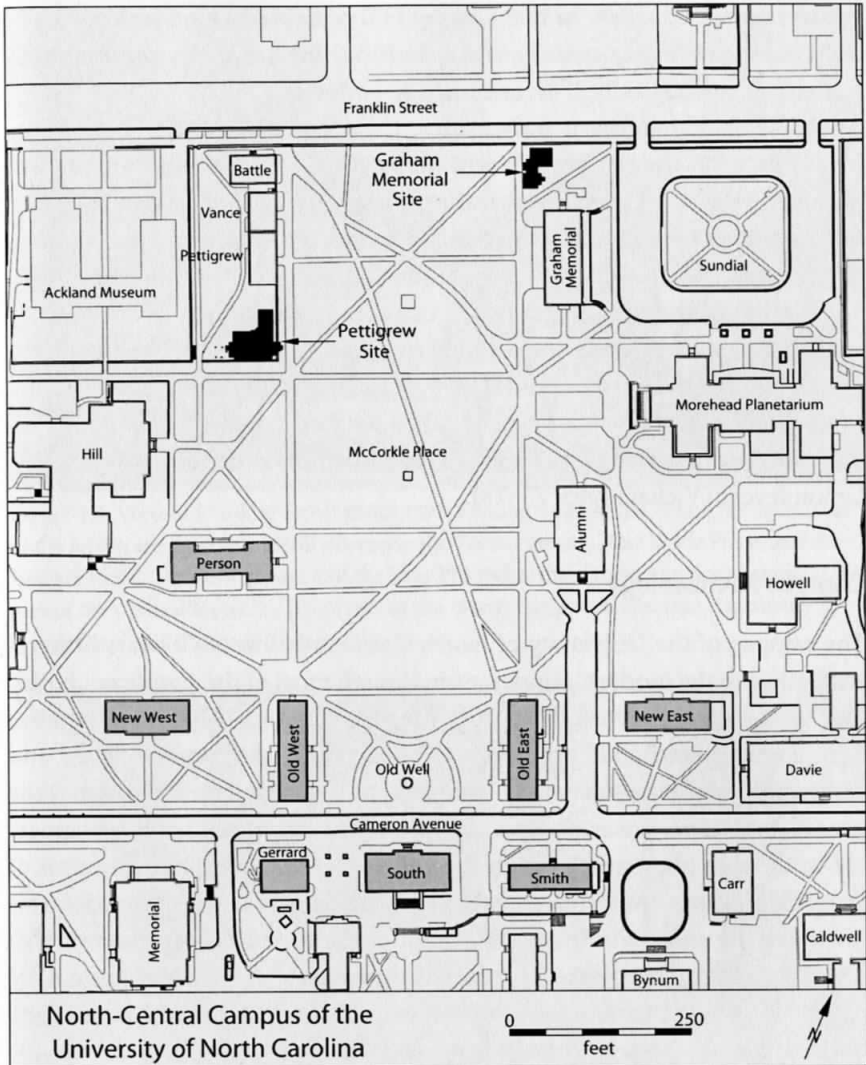 Franklin Street
Battle
Graham
Memorial
Site
Vance
Pettigrew
Graham
Memorial
Sundial
Ackland Museum
Pettigrew
Site
Morehead Planetarium
Hill
McCorkle Place
Alumni
Person
Howell
New West
Old West
Old Well
Old East
New East
Davie
Cameron Avenue
Gerrard
South
Smith
Carr
Memorial
Caldwell
Bynum
North-Central Campus of the
University of North Carolina
0 250
feet
N